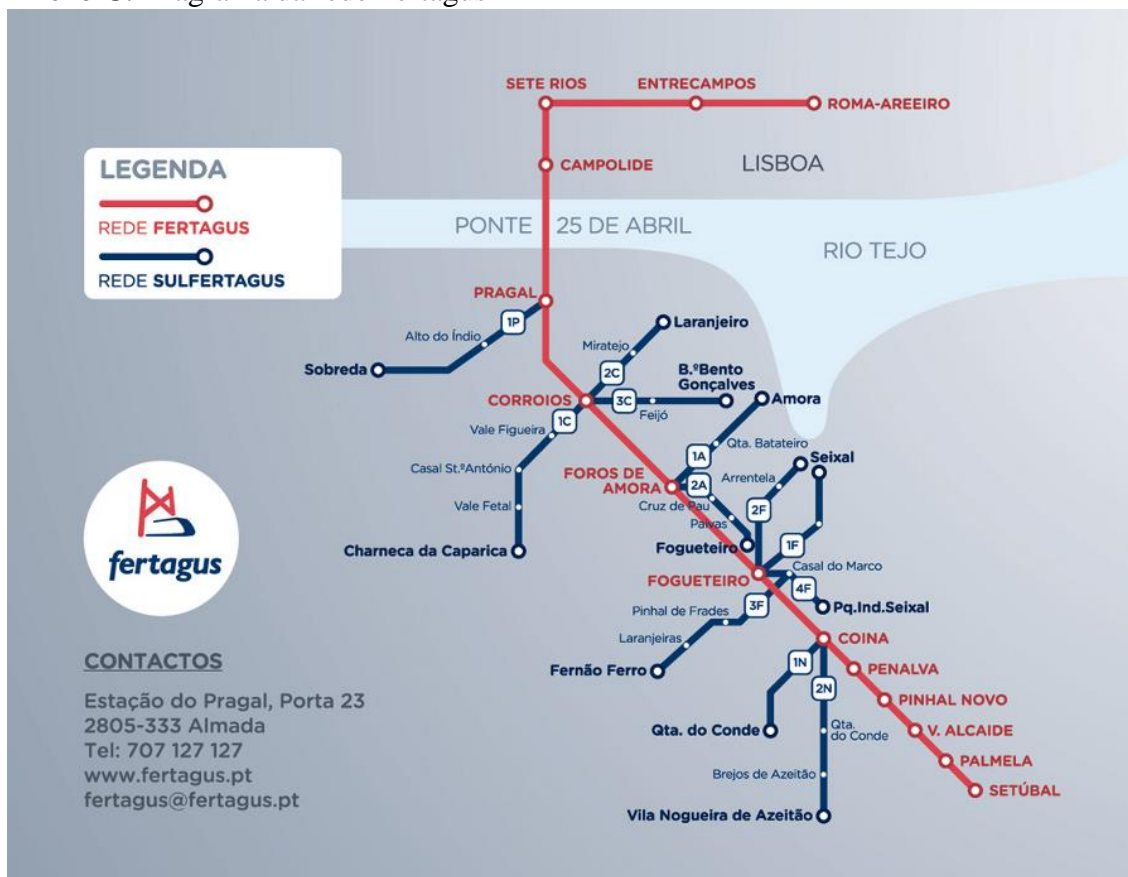 SETE RIOS
ENTRECAMPOS
ROMA-AREEIRO
CAMPOLIDE
LISBOA
LEGENDA
REDE FERTAGUS
REDE SULFERTAGUS
PONTE 25 DE ABRIL
RIO TEJO
PRAGAL
1P
Alto do Índio
Sobreda
Laranjeiro
Miratejo
2C
B.ºBento
Gonçalves
CORROIOS
3C
Feijó
Amora
1C
Vale Figueira
Qta. Batateiro
Casal St.ºAntónio
1A
Seixal
FOROS DE
AMORA
2A
Arrentela
Vale Fetal
Cruz de Pau
2F
Paivas
Charneca da Caparica
Fogueteiro
1F
FOGUETEIRO
Casal do Marco
4F
3F
Pinhal de Frades
Pq.Ind.Seixal
Laranjeiras
COINA
Fernão Ferro
1N
PENALVA
2N
PINHAL NOVO
Qta. do Conde
Qta.
do Conde
V. ALCAIDE
PALMELA
Brejos de Azeitão
SETÚBAL
Vila Nogueira de Azeitão
fertagus
CONTACTOS
Estação do Pragal, Porta 23
2805-333 Almada
Tel: 707 127 127
www.fertagus.pt
fertagus@fertagus.pt